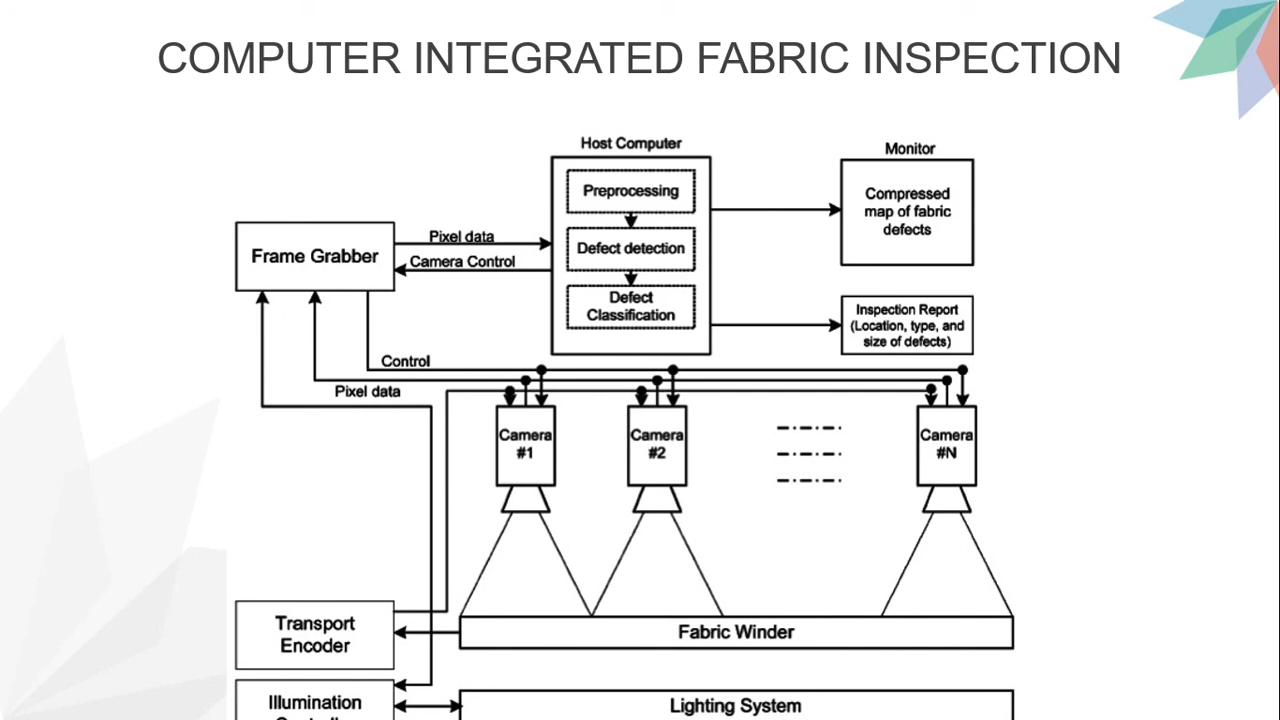 COMPUTER INTEGRATED FABRIC INSPECTION
Host Computer
Monitor
Preprocessing
Defect detection
Defect
Classification
Compressed
map of fabric
defects
Frame Grabber
Pixel data
Camera Control
Inspection Report
(Location, type, and
size of defects)
Control
Pixel data
Camera
#1
Camera
#2
Camera
#N
Transport
Encoder
Fabric Winder
Illumination
Lighting System